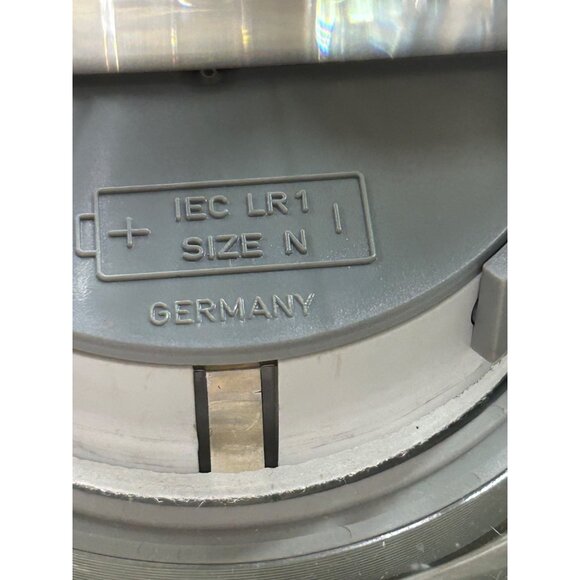 + IEC LR1 -
SIZE N
GERMANY